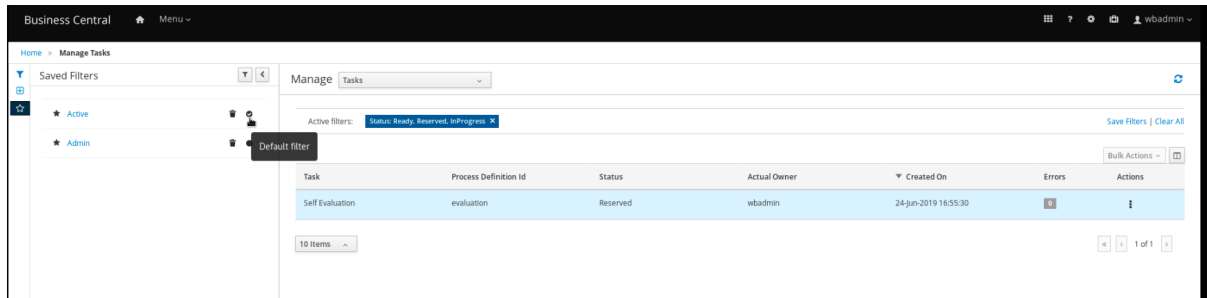 Business Central Menu wbadmin
Home » Manage Tasks
Saved Filters
Active
Admin
Default filter
Manage Tasks
Active filters: Status: Ready, Reserved, InProgress X
Save Filters | Clear All
Bulk Actions
Task Process Definition Id Status Actual Owner Created On Errors Actions
Self Evaluation evaluation Reserved wbadmin 24-Jun-2019 16:55:30 0
10 Items
« < 1 of 1 >